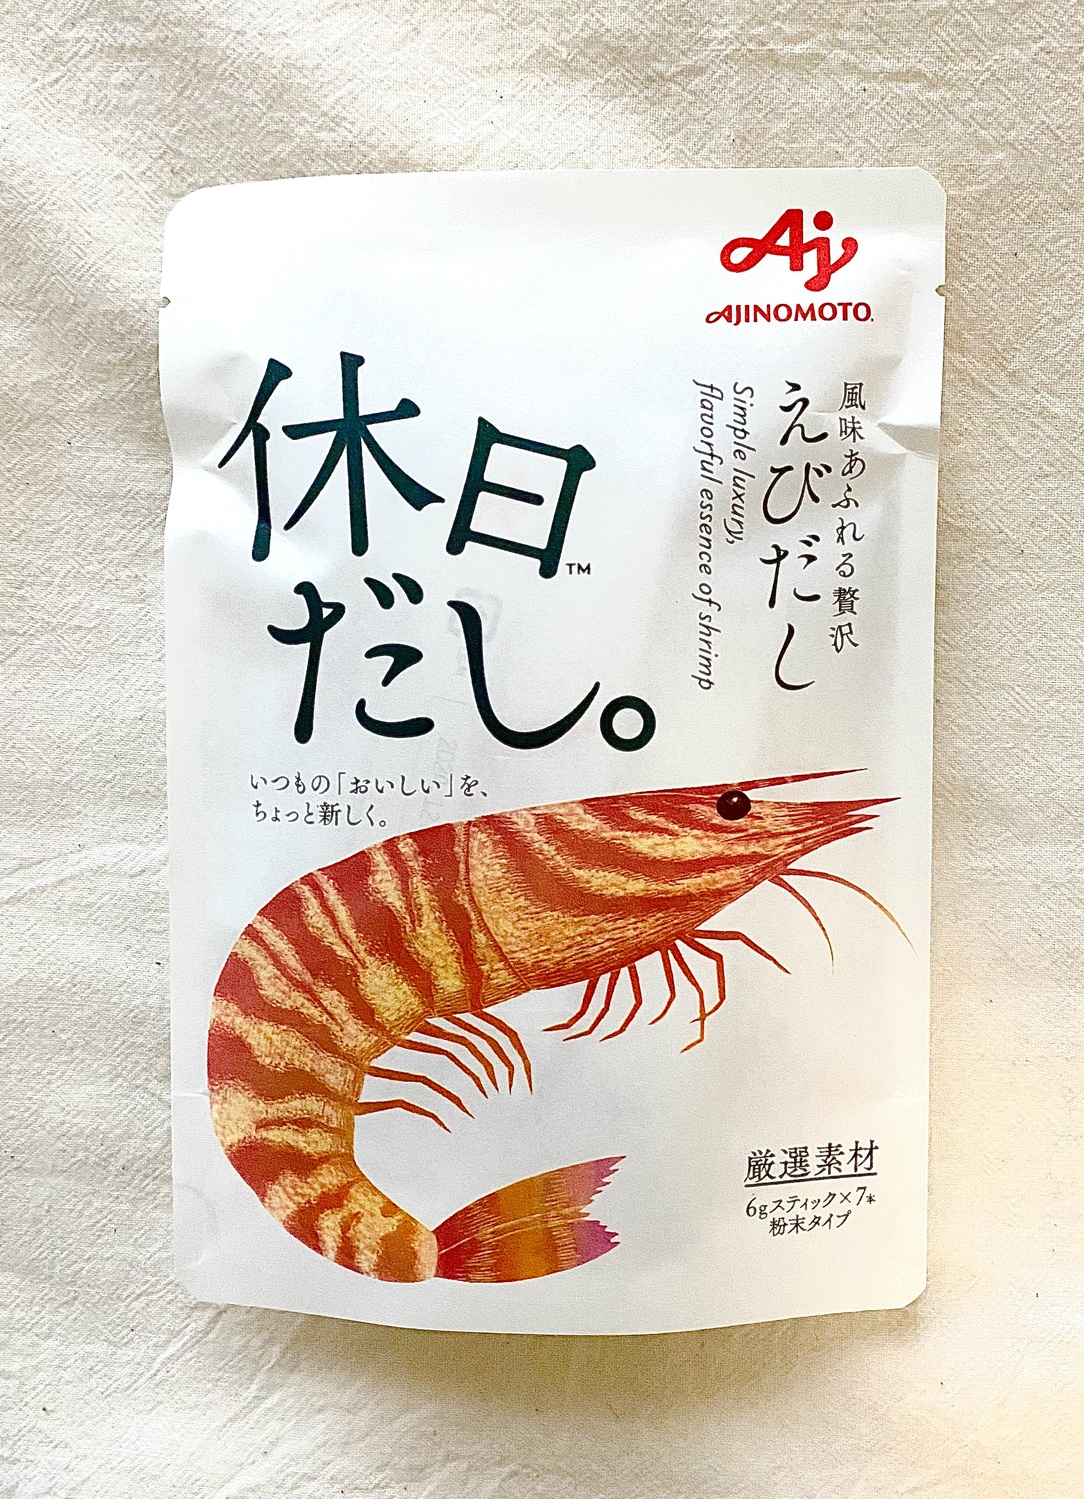 Aj
AJINOMOTO
休日
だし。
TM
風味あふれる贅沢
えびだし
Simple luxury,
flavorful essence of shrimp
いつもの「おいしい」を、
ちょっと新しく。
厳選素材
6gスティック×7本
粉末タイプ